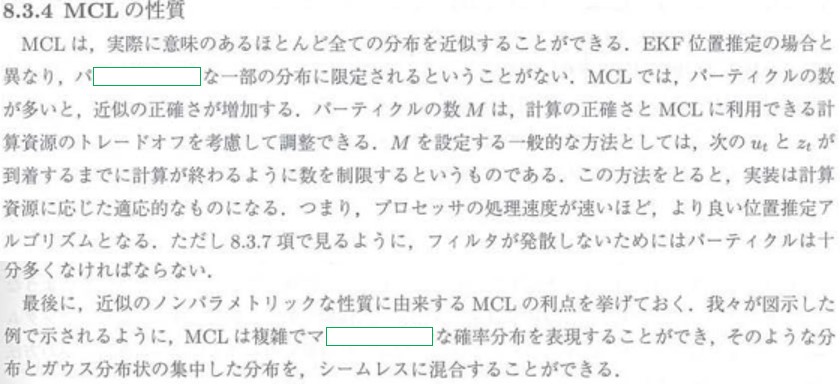 8.3.4 MCL の性質
MCL は，実際に意味のあるほとんど全ての分布を近似することができる．EKF 位置推定の場合と
異なり，パ　な一部の分布に限定されるということがない．MCL では，パーティクルの数
が多いと，近似の正確さが増加する．パーティクルの数 M は，計算の正確さと MCL に利用できる計
算資源のトレードオフを考慮して調整できる．M を設定する一般的な方法としては，次の ut と zt が
到着するまでに計算が終わるように数を制限するというものである．この方法をとると，実装は計算
資源に応じた適応的なものになる．つまり，プロセッサの処理速度が速いほど，より良い位置推定ア
ルゴリズムとなる．ただし 8.3.7 項で見るように，フィルタが発散しないためにはパーティクルは十
分多くなければならない．
最後に，近似のノンパラメトリックな性質に由来する MCL の利点を挙げておく．我々が図示した
例で示されるように，MCL は複雑でマ　な確率分布を表現することができ，そのような分
布とガウス分布状の集中した分布を，シームレスに混合することができる．